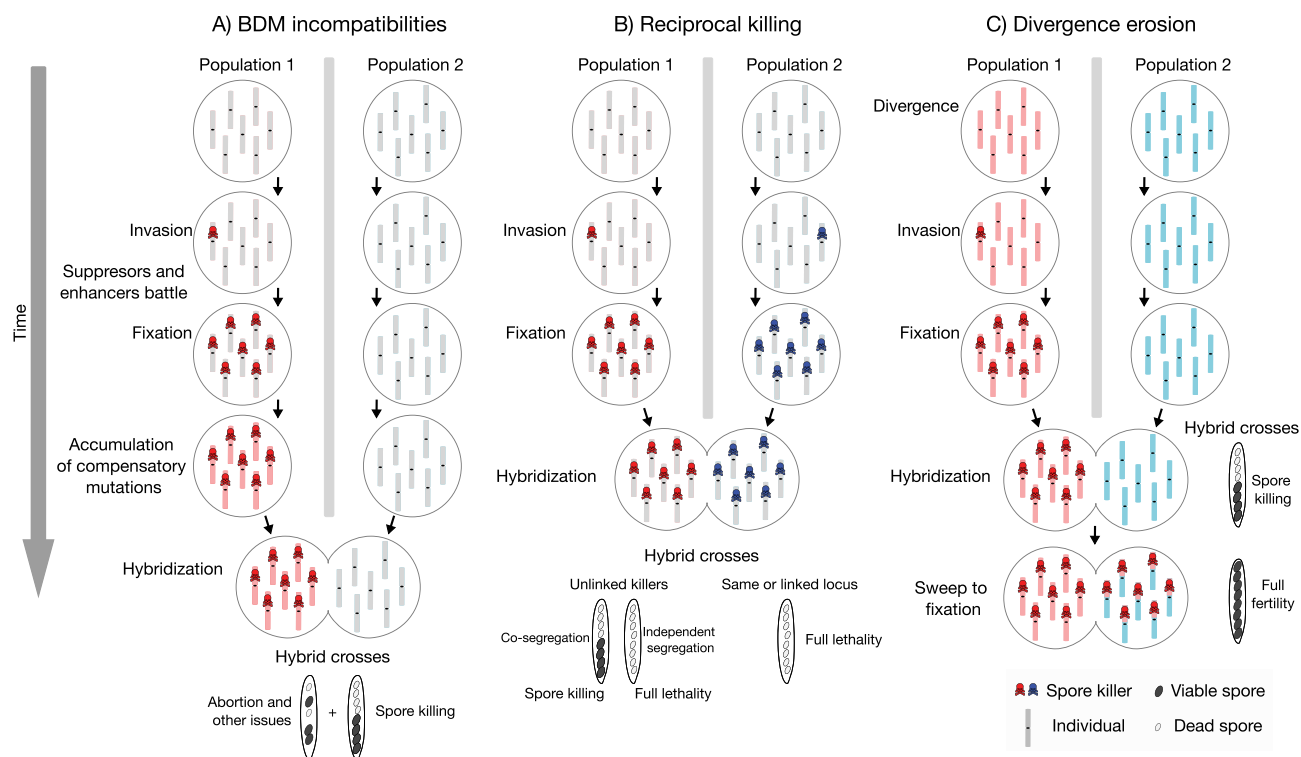 A) BDM incompatibilities
Population 1
Population 2
Time
Invasion
Suppresors and
enhancers battle
Fixation
Accumulation
of compensatory
mutations
Hybridization
Hybrid crosses
Abortion and
other issues
+
Spore killing
B) Reciprocal killing
Population 1
Population 2
Invasion
Fixation
Hybridization
Hybrid crosses
Unlinked killers
Same or linked locus
Co-segregation
Independent
segregation
Full lethality
Spore killing
Full lethality
C) Divergence erosion
Population 1
Population 2
Divergence
Invasion
Fixation
Hybrid crosses
Hybridization
Spore
killing
Sweep to
fixation
Full
fertility
Spore killer
Viable spore
Individual
Dead spore